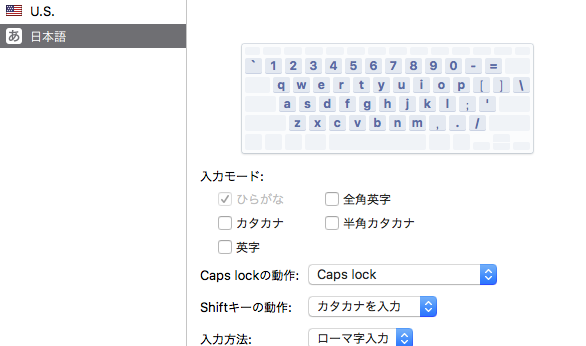 U.S.
あ 日本語
` 1 2 3 4 5 6 7 8 9 0 - =
q w e r t y u i o p [ ] \
a s d f g h j k l ; '
z x c v b n m , . /
入力モード:
ひらがな 全角英字
カタカナ 半角カタカナ
英字
Caps lockの動作: Caps lock
Shiftキーの動作: カタカナを入力
入力方法: ローマ字入力